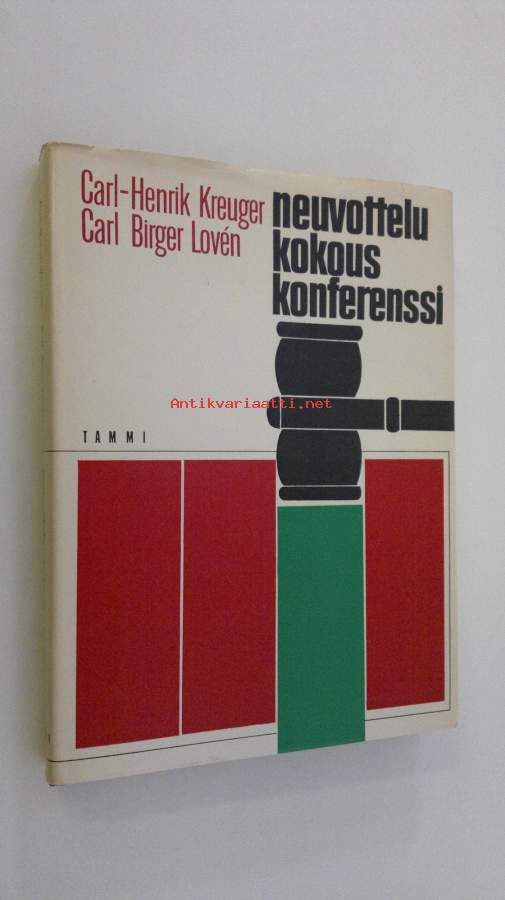 Carl-Henrik Kreuger
Carl Birger Lovén
neuvottelu
kokous
konferenssi
Antikvariaatti.net
TAMMI